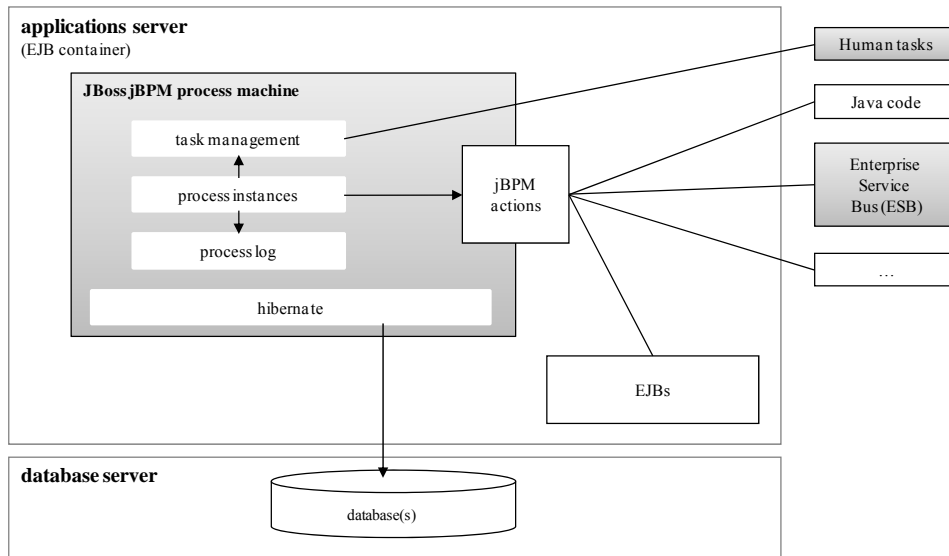 applications server
(EJB container)
JBoss jBPM process machine
task management
process instances
process log
hibernate
jBPM
actions
EJBs
Human tasks
Java code
Enterprise
Service
Bus (ESB)
…
database server
database(s)